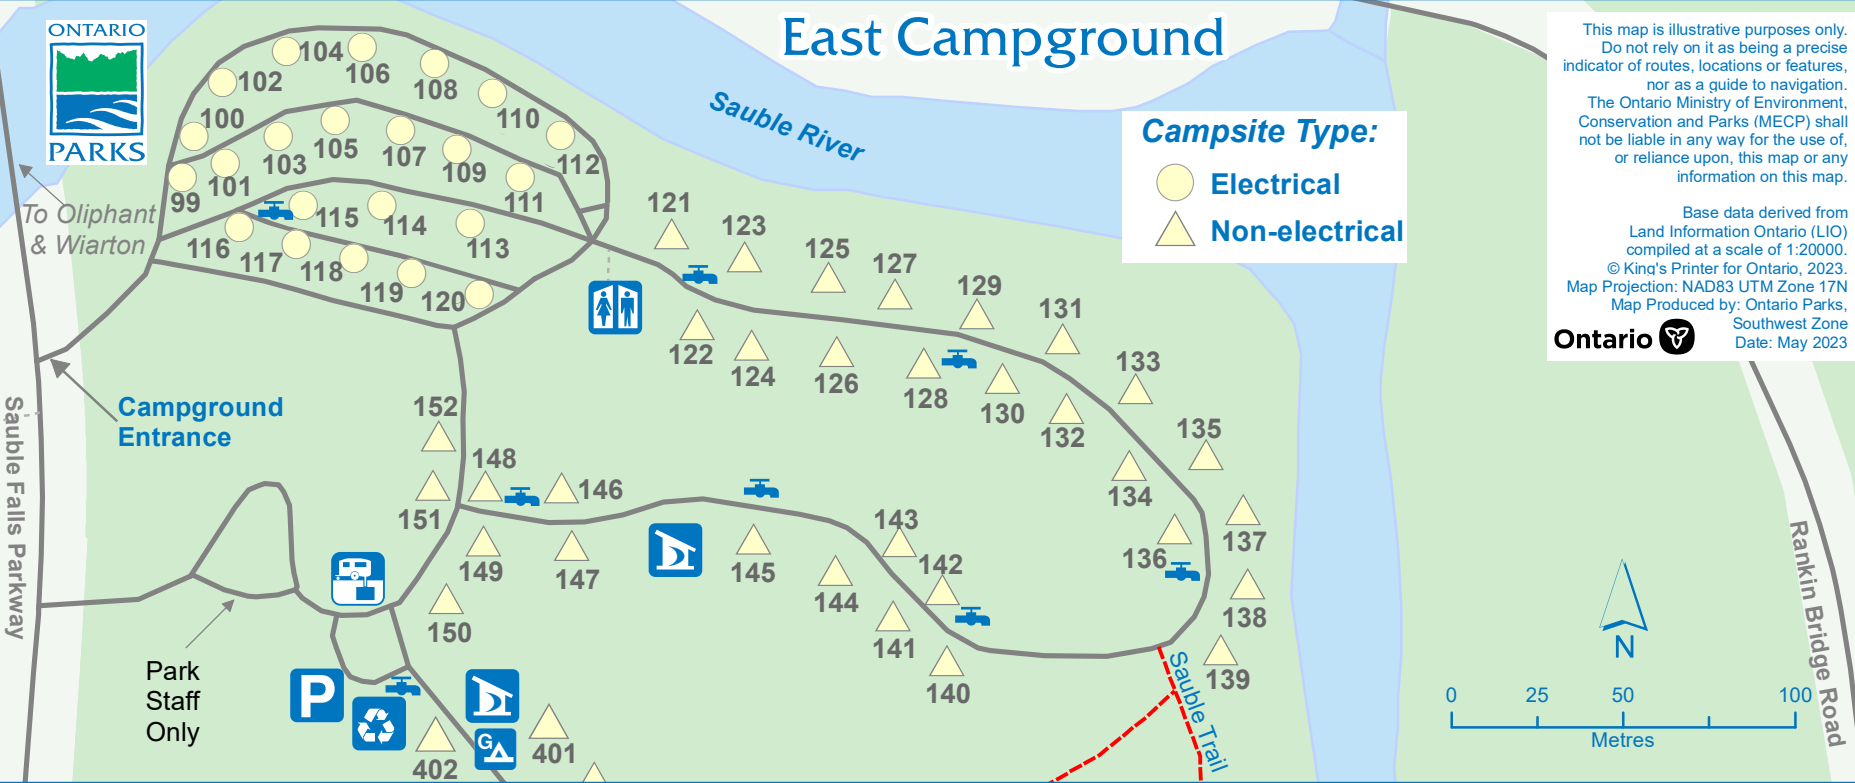 East Campground
ONTARIO
PARKS
This map is illustrative purposes only.
Do not rely on it as being a precise
indicator of routes, locations or features,
nor as a guide to navigation.
The Ontario Ministry of Environment,
Conservation and Parks (MECP) shall
not be liable in any way for the use of,
or reliance upon, this map or any
information on this map.
Base data derived from
Land Information Ontario (LIO)
compiled at a scale of 1:20000.
© King's Printer for Ontario, 2023.
Map Projection: NAD83 UTM Zone 17N
Map Produced by: Ontario Parks,
Southwest Zone
Date: May 2023
Ontario
Campsite Type:
Electrical
Non-electrical
Sauble River
104
106
102
108
100
110
105
107
112
103
109
101
111
99
115
114
113
116
117
118
119
120
To Oliphant
& Wiarton
121
123
125
127
129
131
122
124
126
128
130
132
133
135
134
136
137
138
139
Campground
Entrance
152
148
146
151
149
147
145
143
142
144
141
140
150
Sauble Falls Parkway
Park
Staff
Only
P
G
401
402
Sauble Trail
Rankin Bridge Road
N
0 25 50 100
Metres